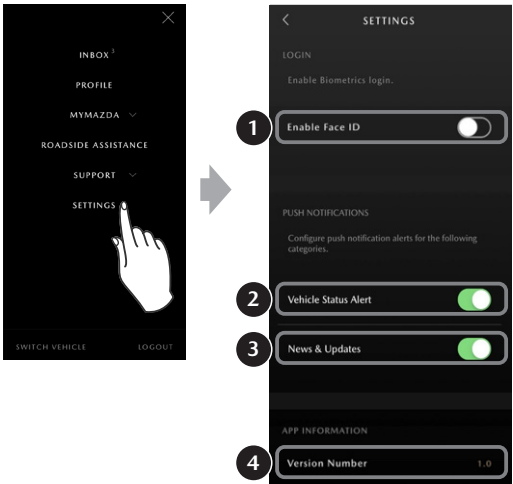 INBOX 3
PROFILE
MYMAZDA
ROADSIDE ASSISTANCE
SUPPORT
SETTINGS
SWITCH VEHICLE LOGOUT
SETTINGS
LOGIN
Enable Biometrics login.
1 Enable Face ID
PUSH NOTIFICATIONS
Configure push notification alerts for the following
categories.
2 Vehicle Status Alert
3 News & Updates
APP INFORMATION
4 Version Number 1.0